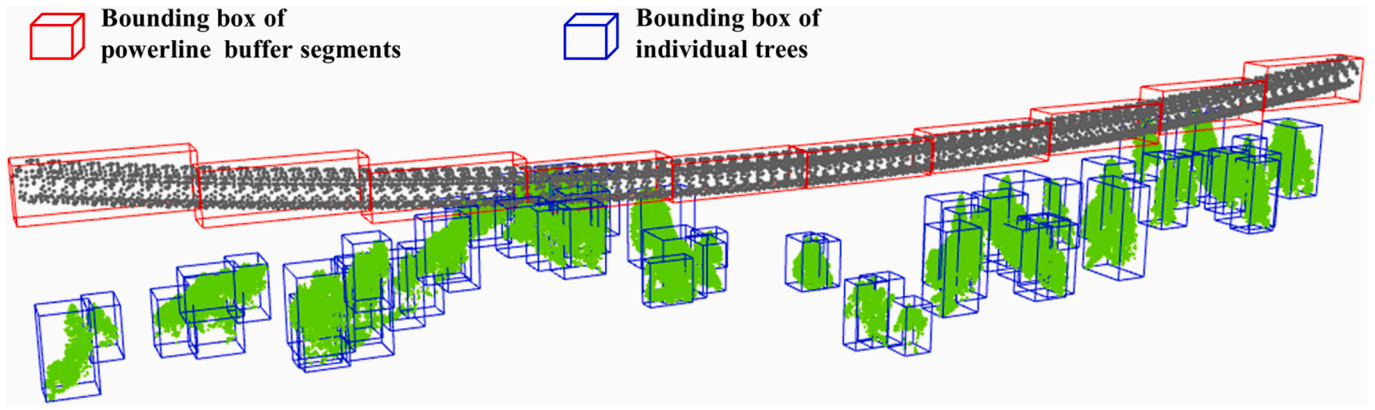 Bounding box of
powerline buffer segments
Bounding box of
individual trees